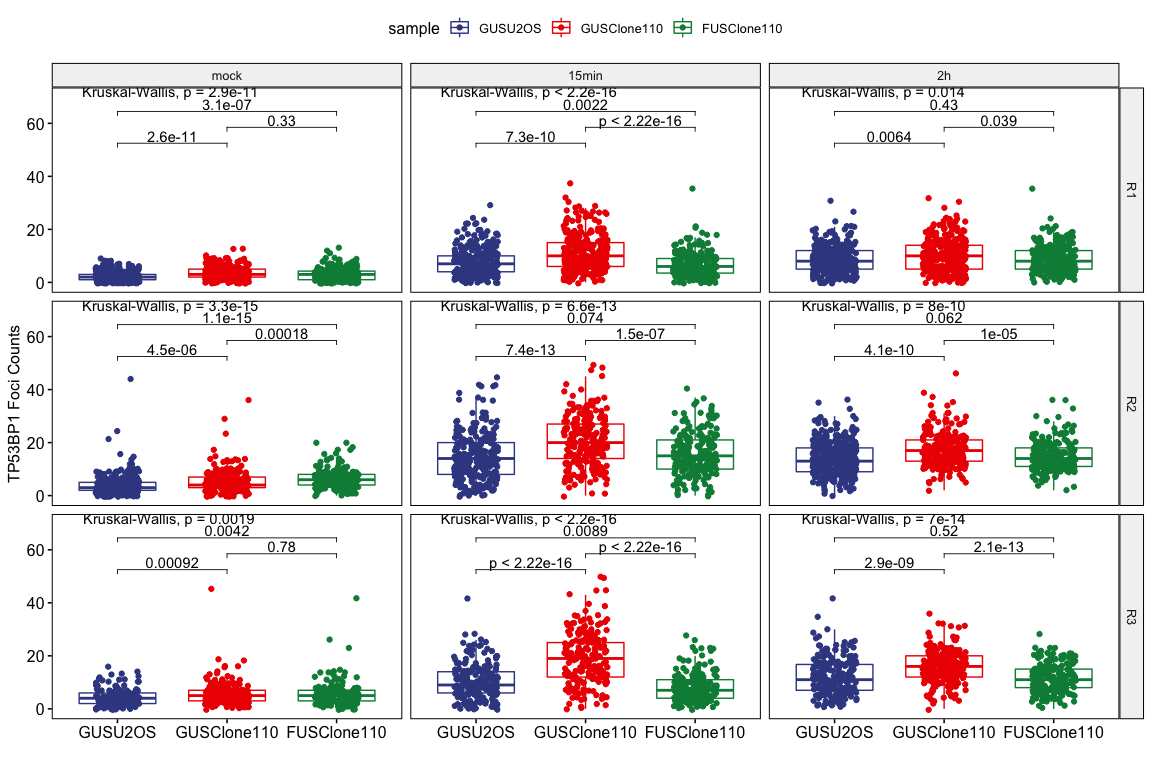 sample GUSU2OS GUSClone110 FUSClone110
mock 15min 2h
Kruskal-Wallis, p = 2.9e-11 Kruskal-Wallis, p < 2.2e-16 Kruskal-Wallis, p = 0.014
3.1e-07 0.0022 0.43
0.33 p < 2.22e-16 0.039
2.6e-11 7.3e-10 0.0064
60
40
20
0
R1
Kruskal-Wallis, p = 3.3e-15 Kruskal-Wallis, p = 6.6e-13 Kruskal-Wallis, p = 8e-10
1.1e-15 0.074 0.062
0.00018 1.5e-07 1e-05
4.5e-06 7.4e-13 4.1e-10
60
40
20
0
R2
TP53BP1 Foci Counts
Kruskal-Wallis, p = 0.0019 Kruskal-Wallis, p < 2.2e-16 Kruskal-Wallis, p = 7e-14
0.0042 0.0089 0.52
0.78 p < 2.22e-16 2.1e-13
0.00092 p < 2.22e-16 2.9e-09
60
40
20
0
R3
GUSU2OS GUSClone110 FUSClone110 GUSU2OS GUSClone110 FUSClone110 GUSU2OS GUSClone110 FUSClone110